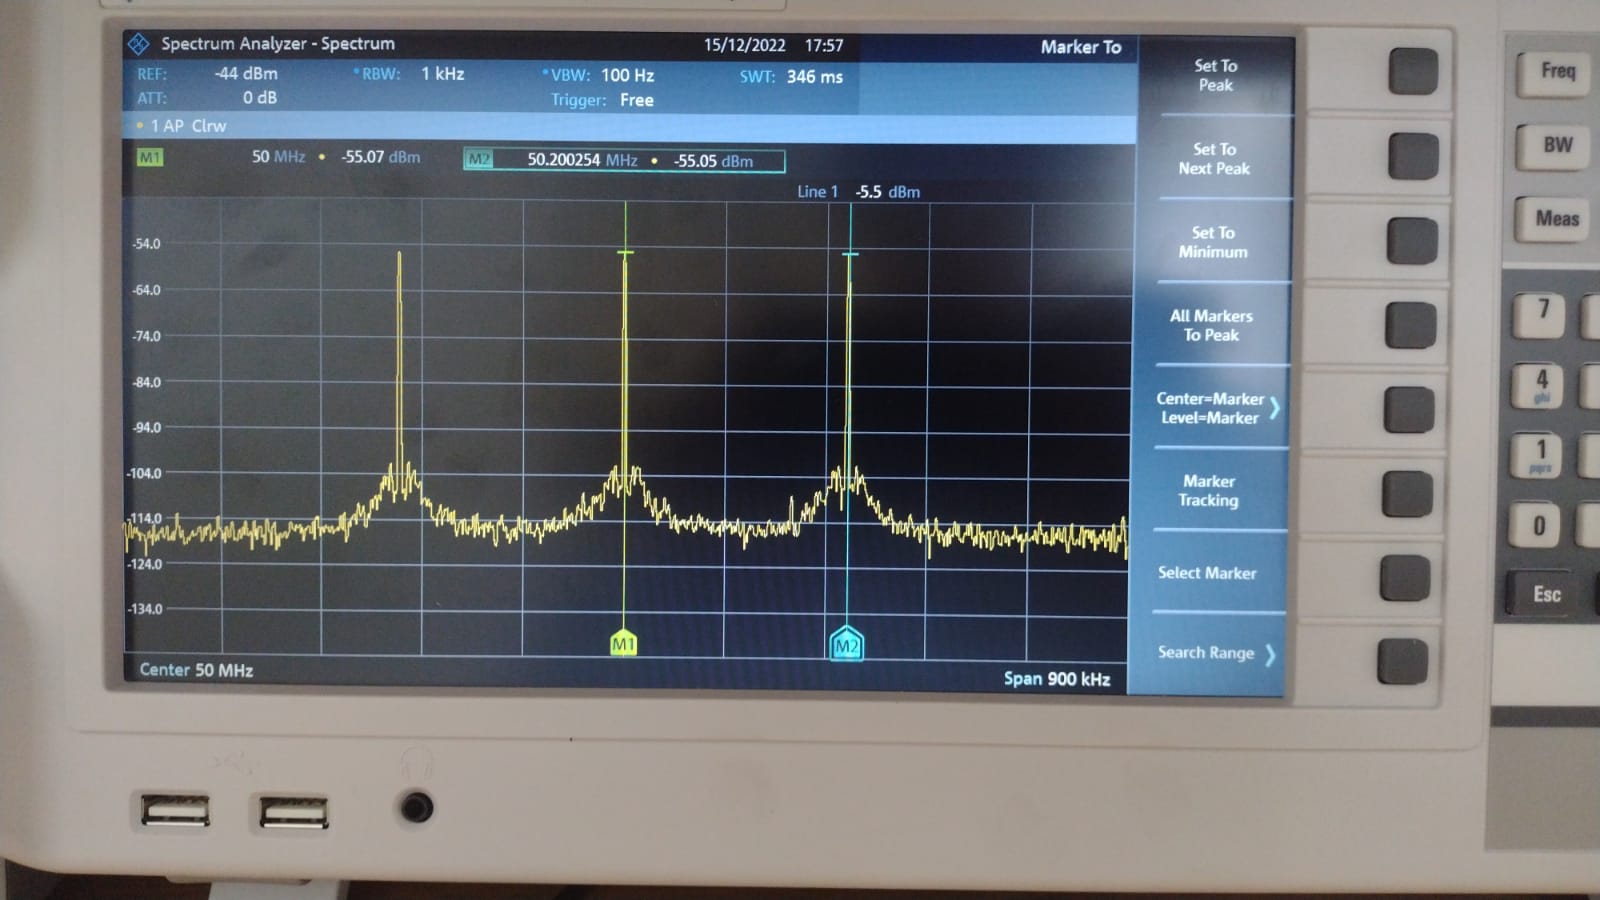 Spectrum Analyzer - Spectrum 15/12/2022 17:57 Marker To
REF: -44 dBm RBW: 1 kHz VBW: 100 Hz SWT: 346 ms
ATT: 0 dB Trigger: Free
1 AP Clrw
M1 50 MHz • -55.07 dBm M2 50.200254 MHz • -55.05 dBm
Line 1 -5.5 dBm
-54.0
-64.0
-74.0
-84.0
-94.0
-104.0
-114.0
-124.0
-134.0
M1 M2
Center 50 MHz Span 900 kHz
Set To
Peak
Set To
Next Peak
Set To
Minimum
All Markers
To Peak
Center=Marker
Level=Marker
Marker
Tracking
Select Marker
Search Range
Freq
BW
Meas
7
4
ghi
1
pqrs
0
Esc